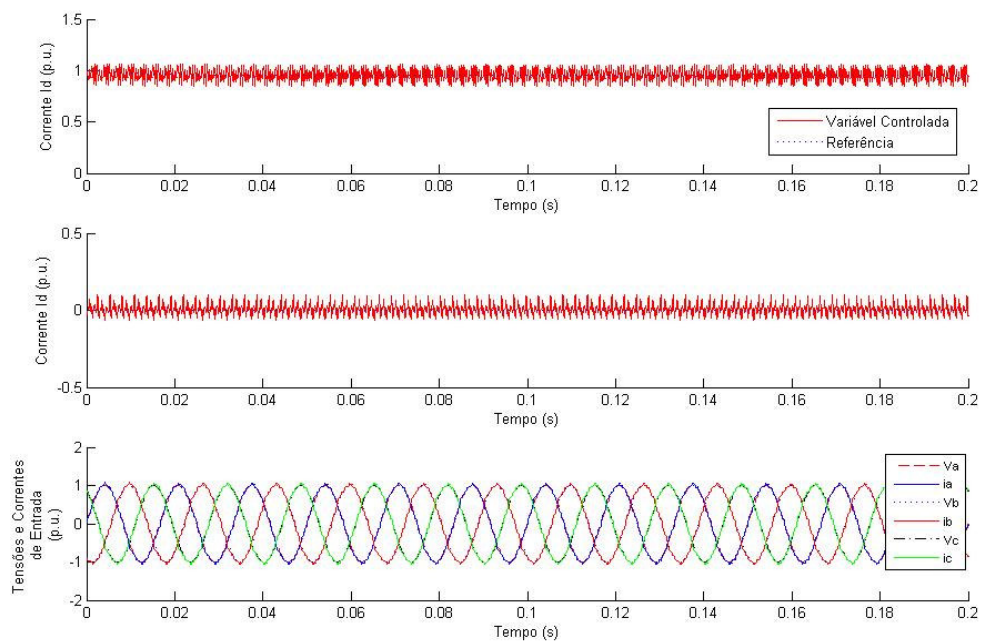 1.5
1
0.5
0
Corrente Id (p.u.)
Variável Controlada
Referência
0 0.02 0.04 0.06 0.08 0.1 0.12 0.14 0.16 0.18 0.2
Tempo (s)
0.5
0
-0.5
Corrente Id (p.u.)
0 0.02 0.04 0.06 0.08 0.1 0.12 0.14 0.16 0.18 0.2
Tempo (s)
2
1
0
-1
-2
Tensões e Correntes
de Entrada
(p.u.)
Va
ia
Vb
ib
Vc
ic
0 0.02 0.04 0.06 0.08 0.1 0.12 0.14 0.16 0.18 0.2
Tempo (s)